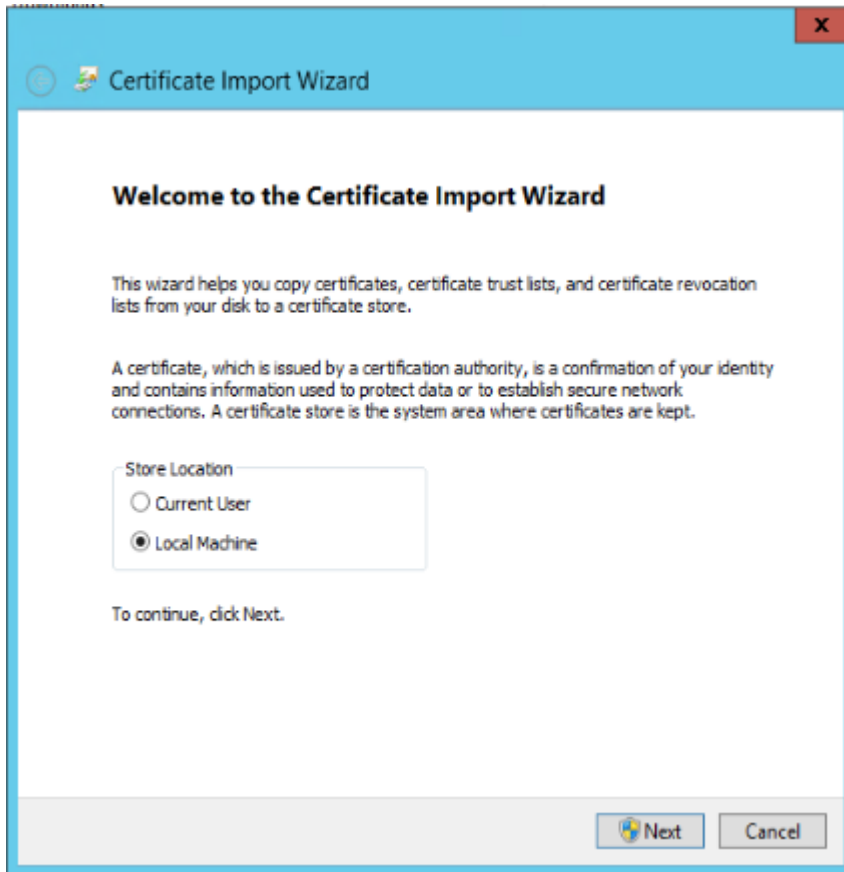 X
Certificate Import Wizard
Welcome to the Certificate Import Wizard
This wizard helps you copy certificates, certificate trust lists, and certificate revocation
lists from your disk to a certificate store.
A certificate, which is issued by a certification authority, is a confirmation of your identity
and contains information used to protect data or to establish secure network
connections. A certificate store is the system area where certificates are kept.
Store Location
Current User
Local Machine
To continue, click Next.
Next Cancel